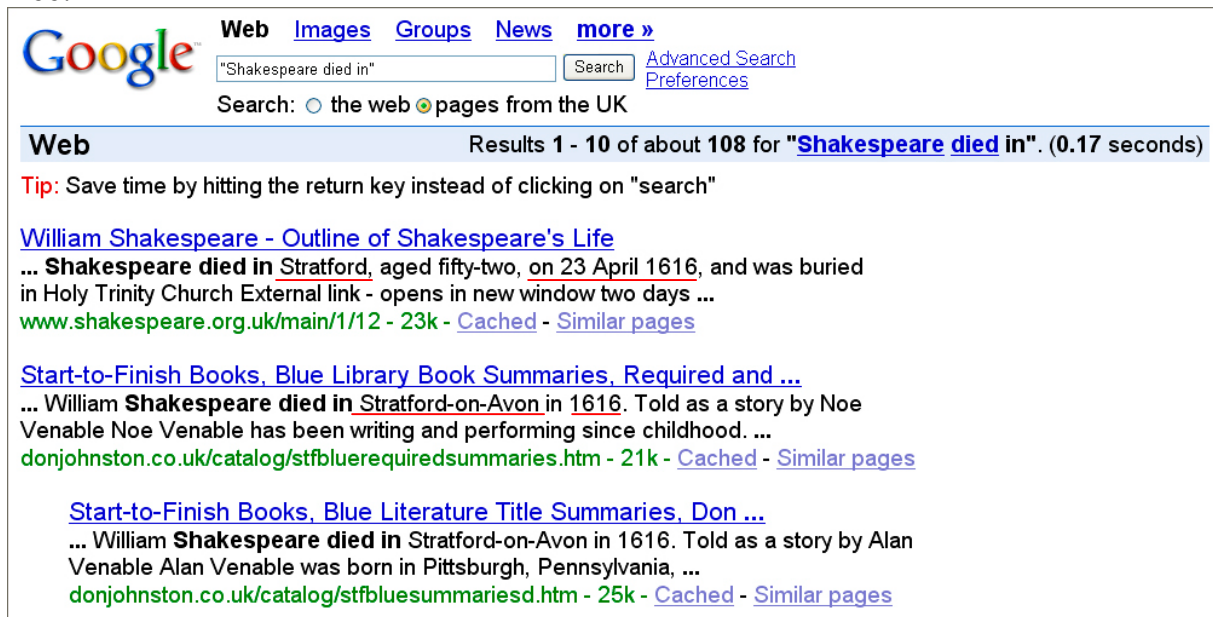 Google™
Web Images Groups News more »
"Shakespeare died in" Search Advanced Search
Preferences
Search: the web pages from the UK
Web Results 1 - 10 of about 108 for "Shakespeare died in". (0.17 seconds)
Tip: Save time by hitting the return key instead of clicking on "search"
William Shakespeare - Outline of Shakespeare's Life
... Shakespeare died in Stratford, aged fifty-two, on 23 April 1616, and was buried
in Holy Trinity Church External link - opens in new window two days ...
www.shakespeare.org.uk/main/1/12 - 23k - Cached - Similar pages
Start-to-Finish Books, Blue Library Book Summaries, Required and ...
... William Shakespeare died in Stratford-on-Avon in 1616. Told as a story by Noe
Venable Noe Venable has been writing and performing since childhood. ...
donjohnston.co.uk/catalog/stfbluerequiredsummaries.htm - 21k - Cached - Similar pages
Start-to-Finish Books, Blue Literature Title Summaries, Don ...
... William Shakespeare died in Stratford-on-Avon in 1616. Told as a story by Alan
Venable Alan Venable was born in Pittsburgh, Pennsylvania, ...
donjohnston.co.uk/catalog/stfbluesummariesd.htm - 25k - Cached - Similar pages